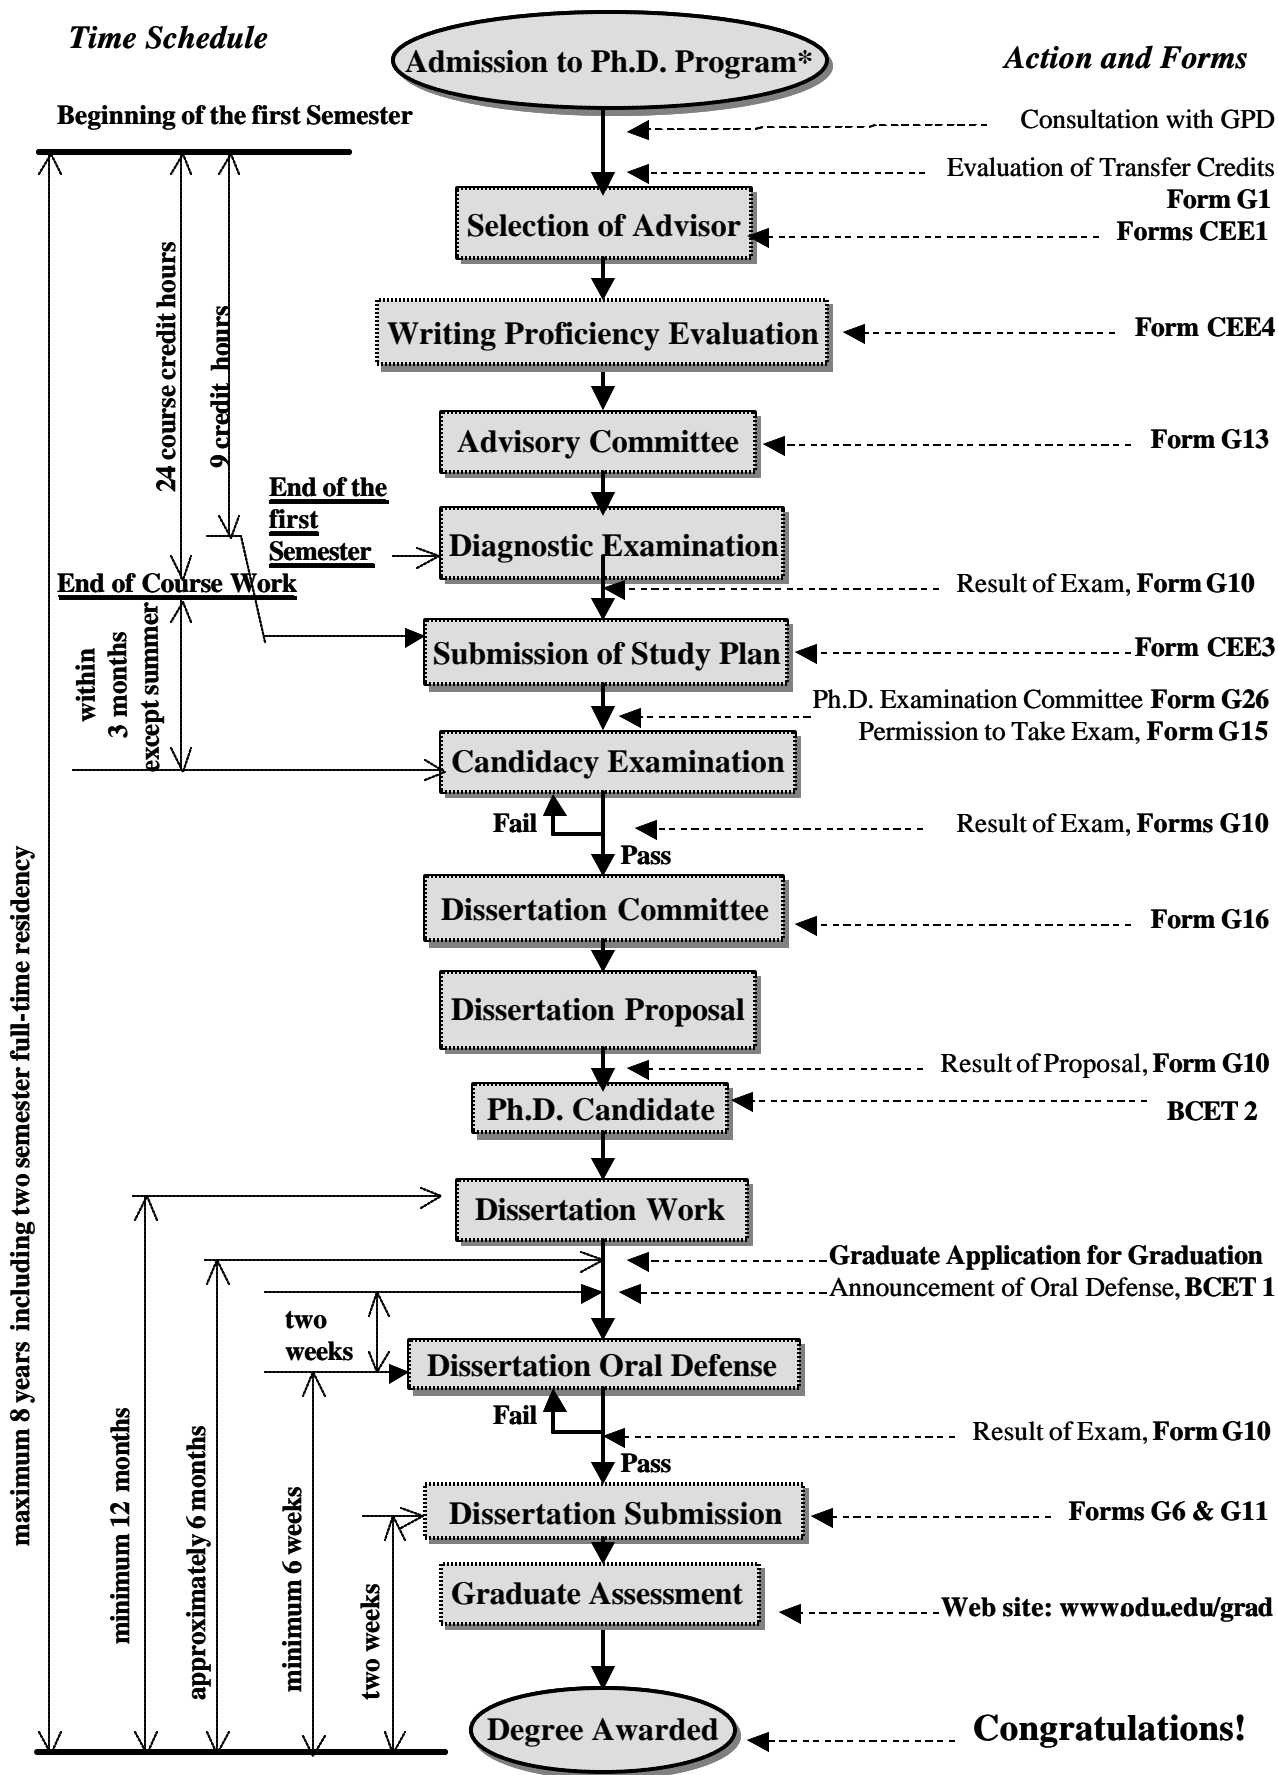 Time Schedule
Admission to Ph.D. Program*
Action and Forms
Beginning of the first Semester
Consultation with GPD
Evaluation of Transfer Credits
Form G1
Selection of Advisor
Forms CEE1
24 course credit hours
9 credit hours
Writing Proficiency Evaluation
Form CEE4
Advisory Committee
Form G13
End of the
first
Semester
Diagnostic Examination
End of Course Work
Result of Exam, Form G10
within
3 months
except summer
Submission of Study Plan
Form CEE3
Ph.D. Examination Committee Form G26
Permission to Take Exam, Form G15
Candidacy Examination
Fail
Result of Exam, Forms G10
Pass
maximum 8 years including two semester full-time residency
Dissertation Committee
Form G16
Dissertation Proposal
Result of Proposal, Form G10
Ph.D. Candidate
BCET 2
Dissertation Work
Graduate Application for Graduation
Announcement of Oral Defense, BCET 1
two
weeks
Dissertation Oral Defense
Fail
Result of Exam, Form G10
Pass
minimum 12 months
approximately 6 months
minimum 6 weeks
two weeks
Dissertation Submission
Forms G6 & G11
Graduate Assessment
Web site: www.odu.edu/grad
Degree Awarded
Congratulations!